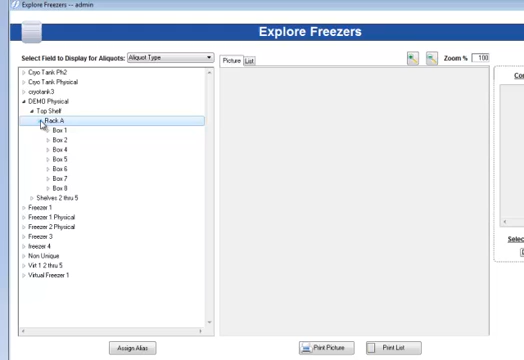 Explore Freezers -- admin
Explore Freezers
Select Field to Display for Aliquots: Aliquot Type
Picture List
Zoom % 100
Cryo Tank Ph2
Cryo Tank Physical
cryotank3
DEMO Physical
Top Shelf
Rack A
Box 1
Box 2
Box 4
Box 5
Box 6
Box 7
Box 8
Shelves 2 thru 5
Freezer 1
Freezer 1 Physical
Freezer 2 Physical
Freezer 3
freezer 4
Non Unique
Virt 1 2 thru 5
Virtual Freezer 1
Co
Selec
Assign Alias
Print Picture
Print List